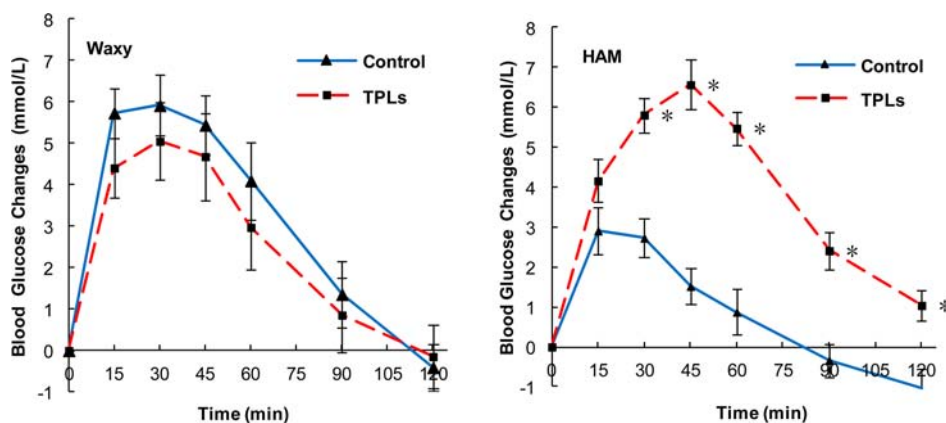 Waxy
Control
TPLs
Blood Glucose Changes (mmol/L)
8
7
6
5
4
3
2
1
0
-1
0 15 30 45 60 75 90 105 120
Time (min)
HAM
Control
TPLs
Blood Glucose Changes (mmol/L)
8
7
6
5
4
3
2
1
0
-1
0 15 30 45 60 75 90 105 120
Time (min)
* * * * *